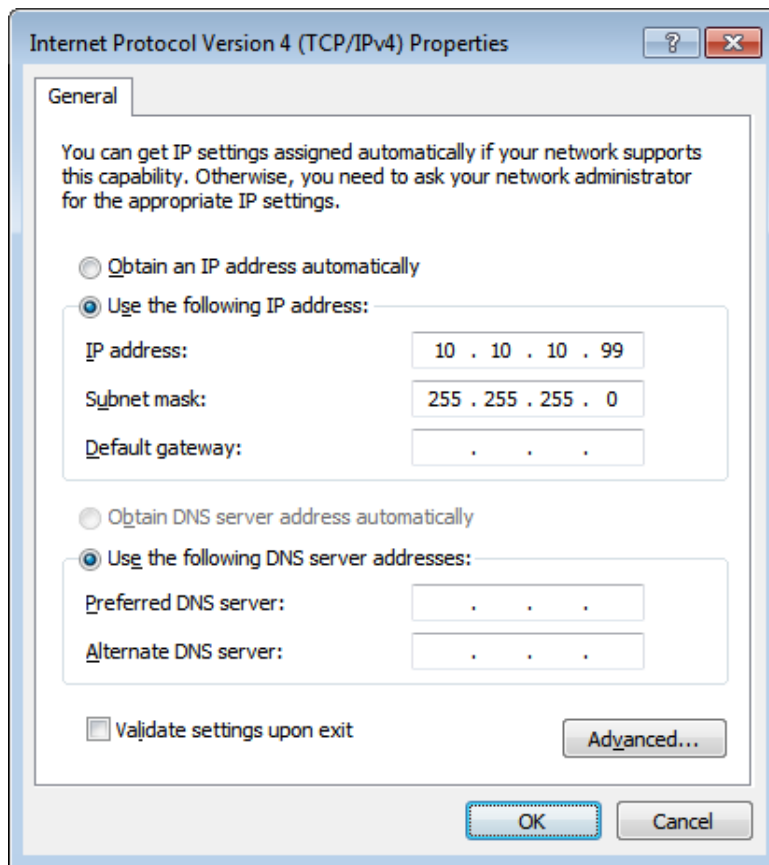 Internet Protocol Version 4 (TCP/IPv4) Properties
General
You can get IP settings assigned automatically if your network supports
this capability. Otherwise, you need to ask your network administrator
for the appropriate IP settings.
Obtain an IP address automatically
Use the following IP address:
IP address: 10 . 10 . 10 . 99
Subnet mask: 255 . 255 . 255 . 0
Default gateway: . . .
Obtain DNS server address automatically
Use the following DNS server addresses:
Preferred DNS server: . . .
Alternate DNS server: . . .
Validate settings upon exit
Advanced...
OK Cancel